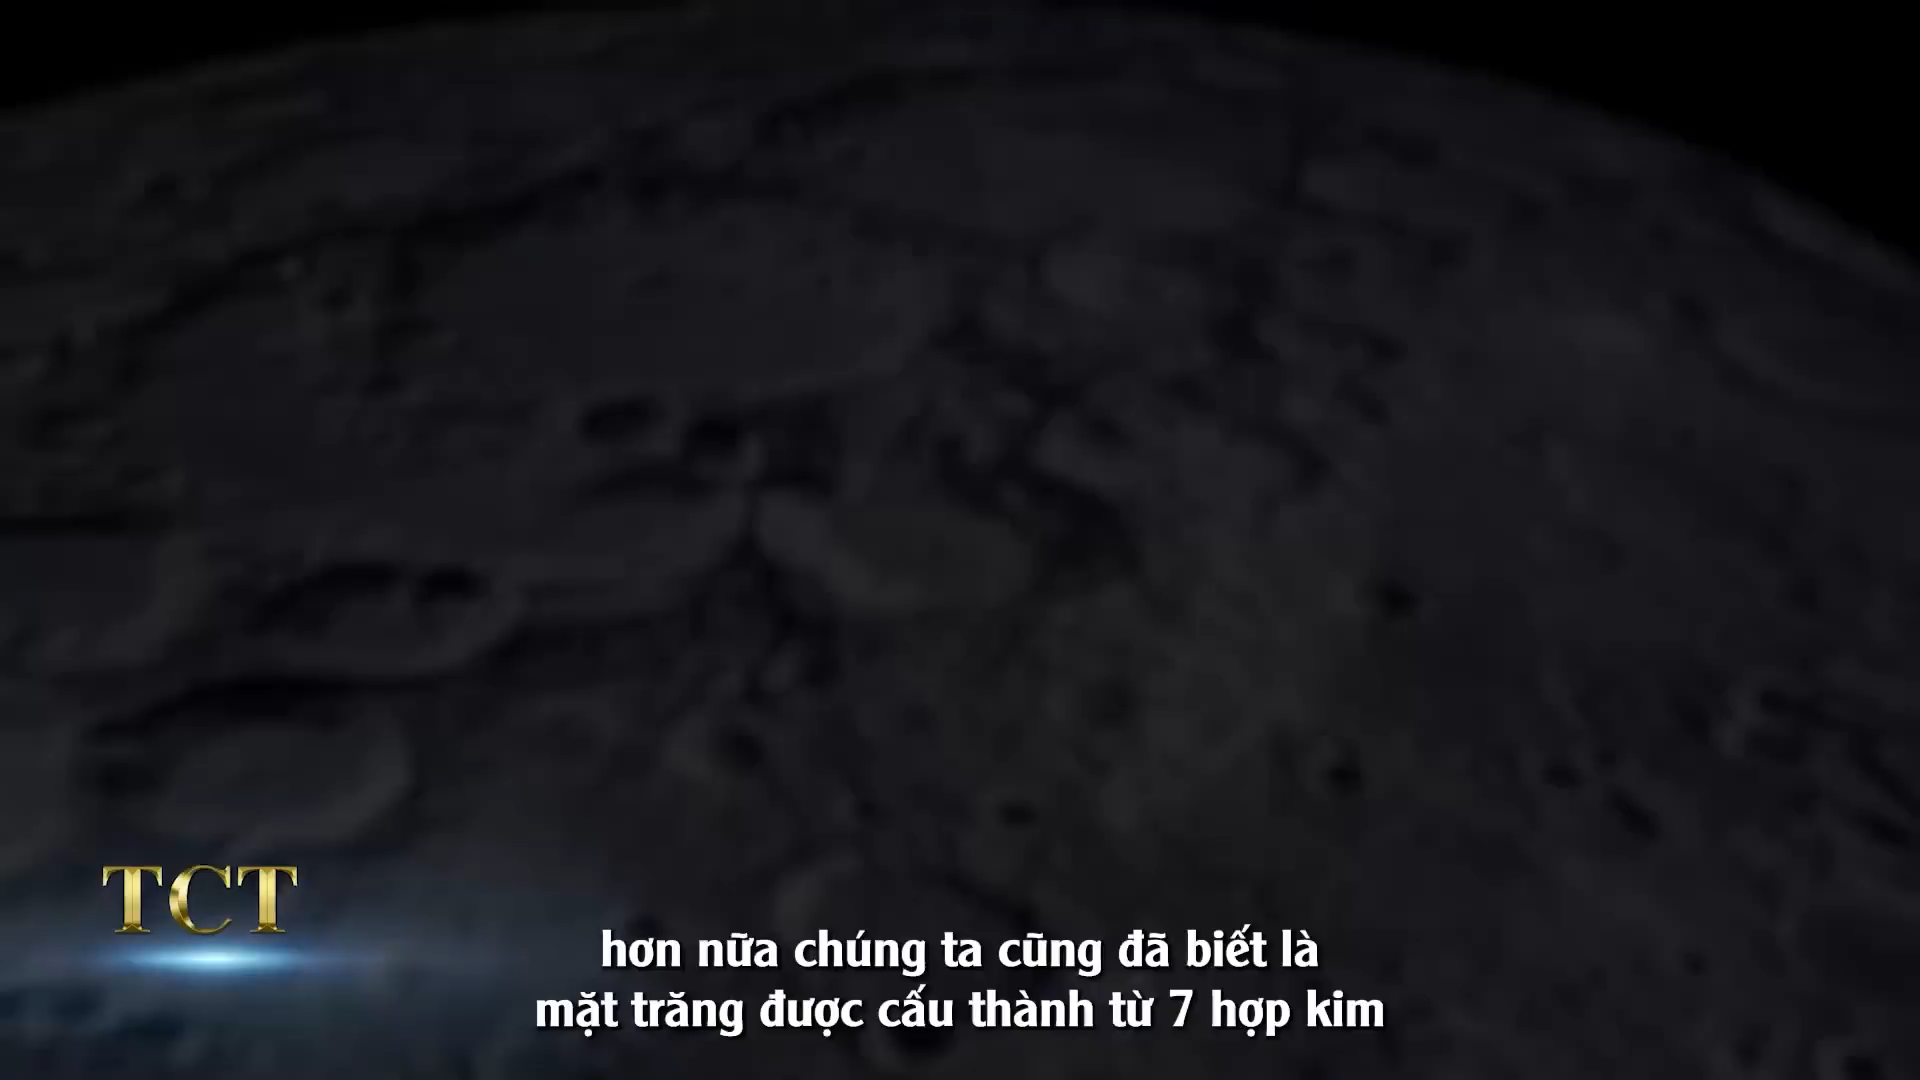 TCT
hơn nữa chúng ta cũng đã biết là
mặt trăng được cấu thành từ 7 hợp kim